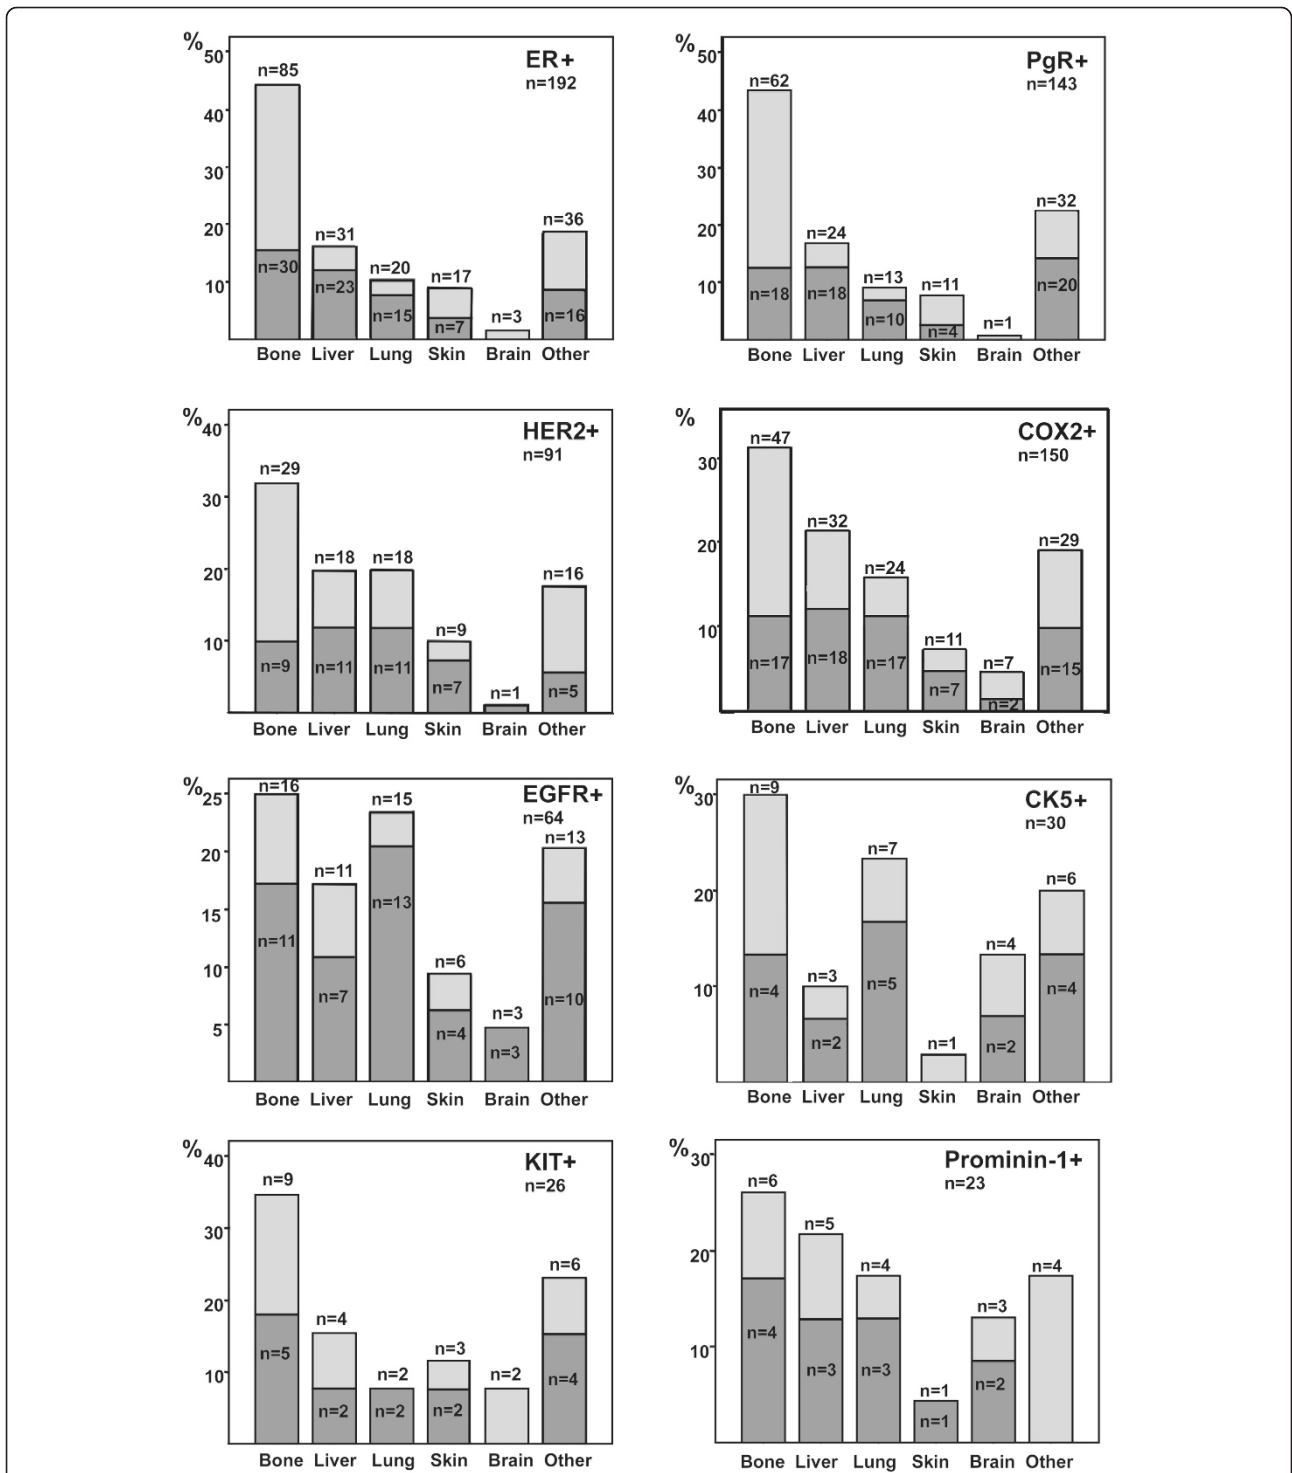 % 50 40 30 20 10
ER+
n=192
n=85 n=31 n=20 n=17 n=3 n=36
n=30 n=23 n=15 n=7 n=16
Bone Liver Lung Skin Brain Other
% 50 40 30 20 10
PgR+
n=143
n=62 n=24 n=13 n=11 n=1 n=32
n=18 n=18 n=10 n=4 n=20
Bone Liver Lung Skin Brain Other
% 40 30 20 10
HER2+
n=91
n=29 n=18 n=18 n=9 n=1 n=16
n=9 n=11 n=11 n=7 n=5
Bone Liver Lung Skin Brain Other
% 30 20 10
COX2+
n=150
n=47 n=32 n=24 n=11 n=7 n=29
n=17 n=18 n=17 n=7 n=2 n=15
Bone Liver Lung Skin Brain Other
% 25 20 15 10 5
EGFR+
n=64
n=16 n=11 n=15 n=6 n=3 n=13
n=11 n=7 n=13 n=4 n=3 n=10
Bone Liver Lung Skin Brain Other
% 30 20 10
CK5+
n=30
n=9 n=3 n=7 n=1 n=4 n=6
n=4 n=2 n=5 n=2 n=4
Bone Liver Lung Skin Brain Other
% 40 30 20 10
KIT+
n=26
n=9 n=4 n=2 n=3 n=2 n=6
n=5 n=2 n=2 n=2 n=4
Bone Liver Lung Skin Brain Other
% 30 20 10
Prominin-1+
n=23
n=6 n=5 n=4 n=1 n=3 n=4
n=4 n=3 n=3 n=1 n=2
Bone Liver Lung Skin Brain Other